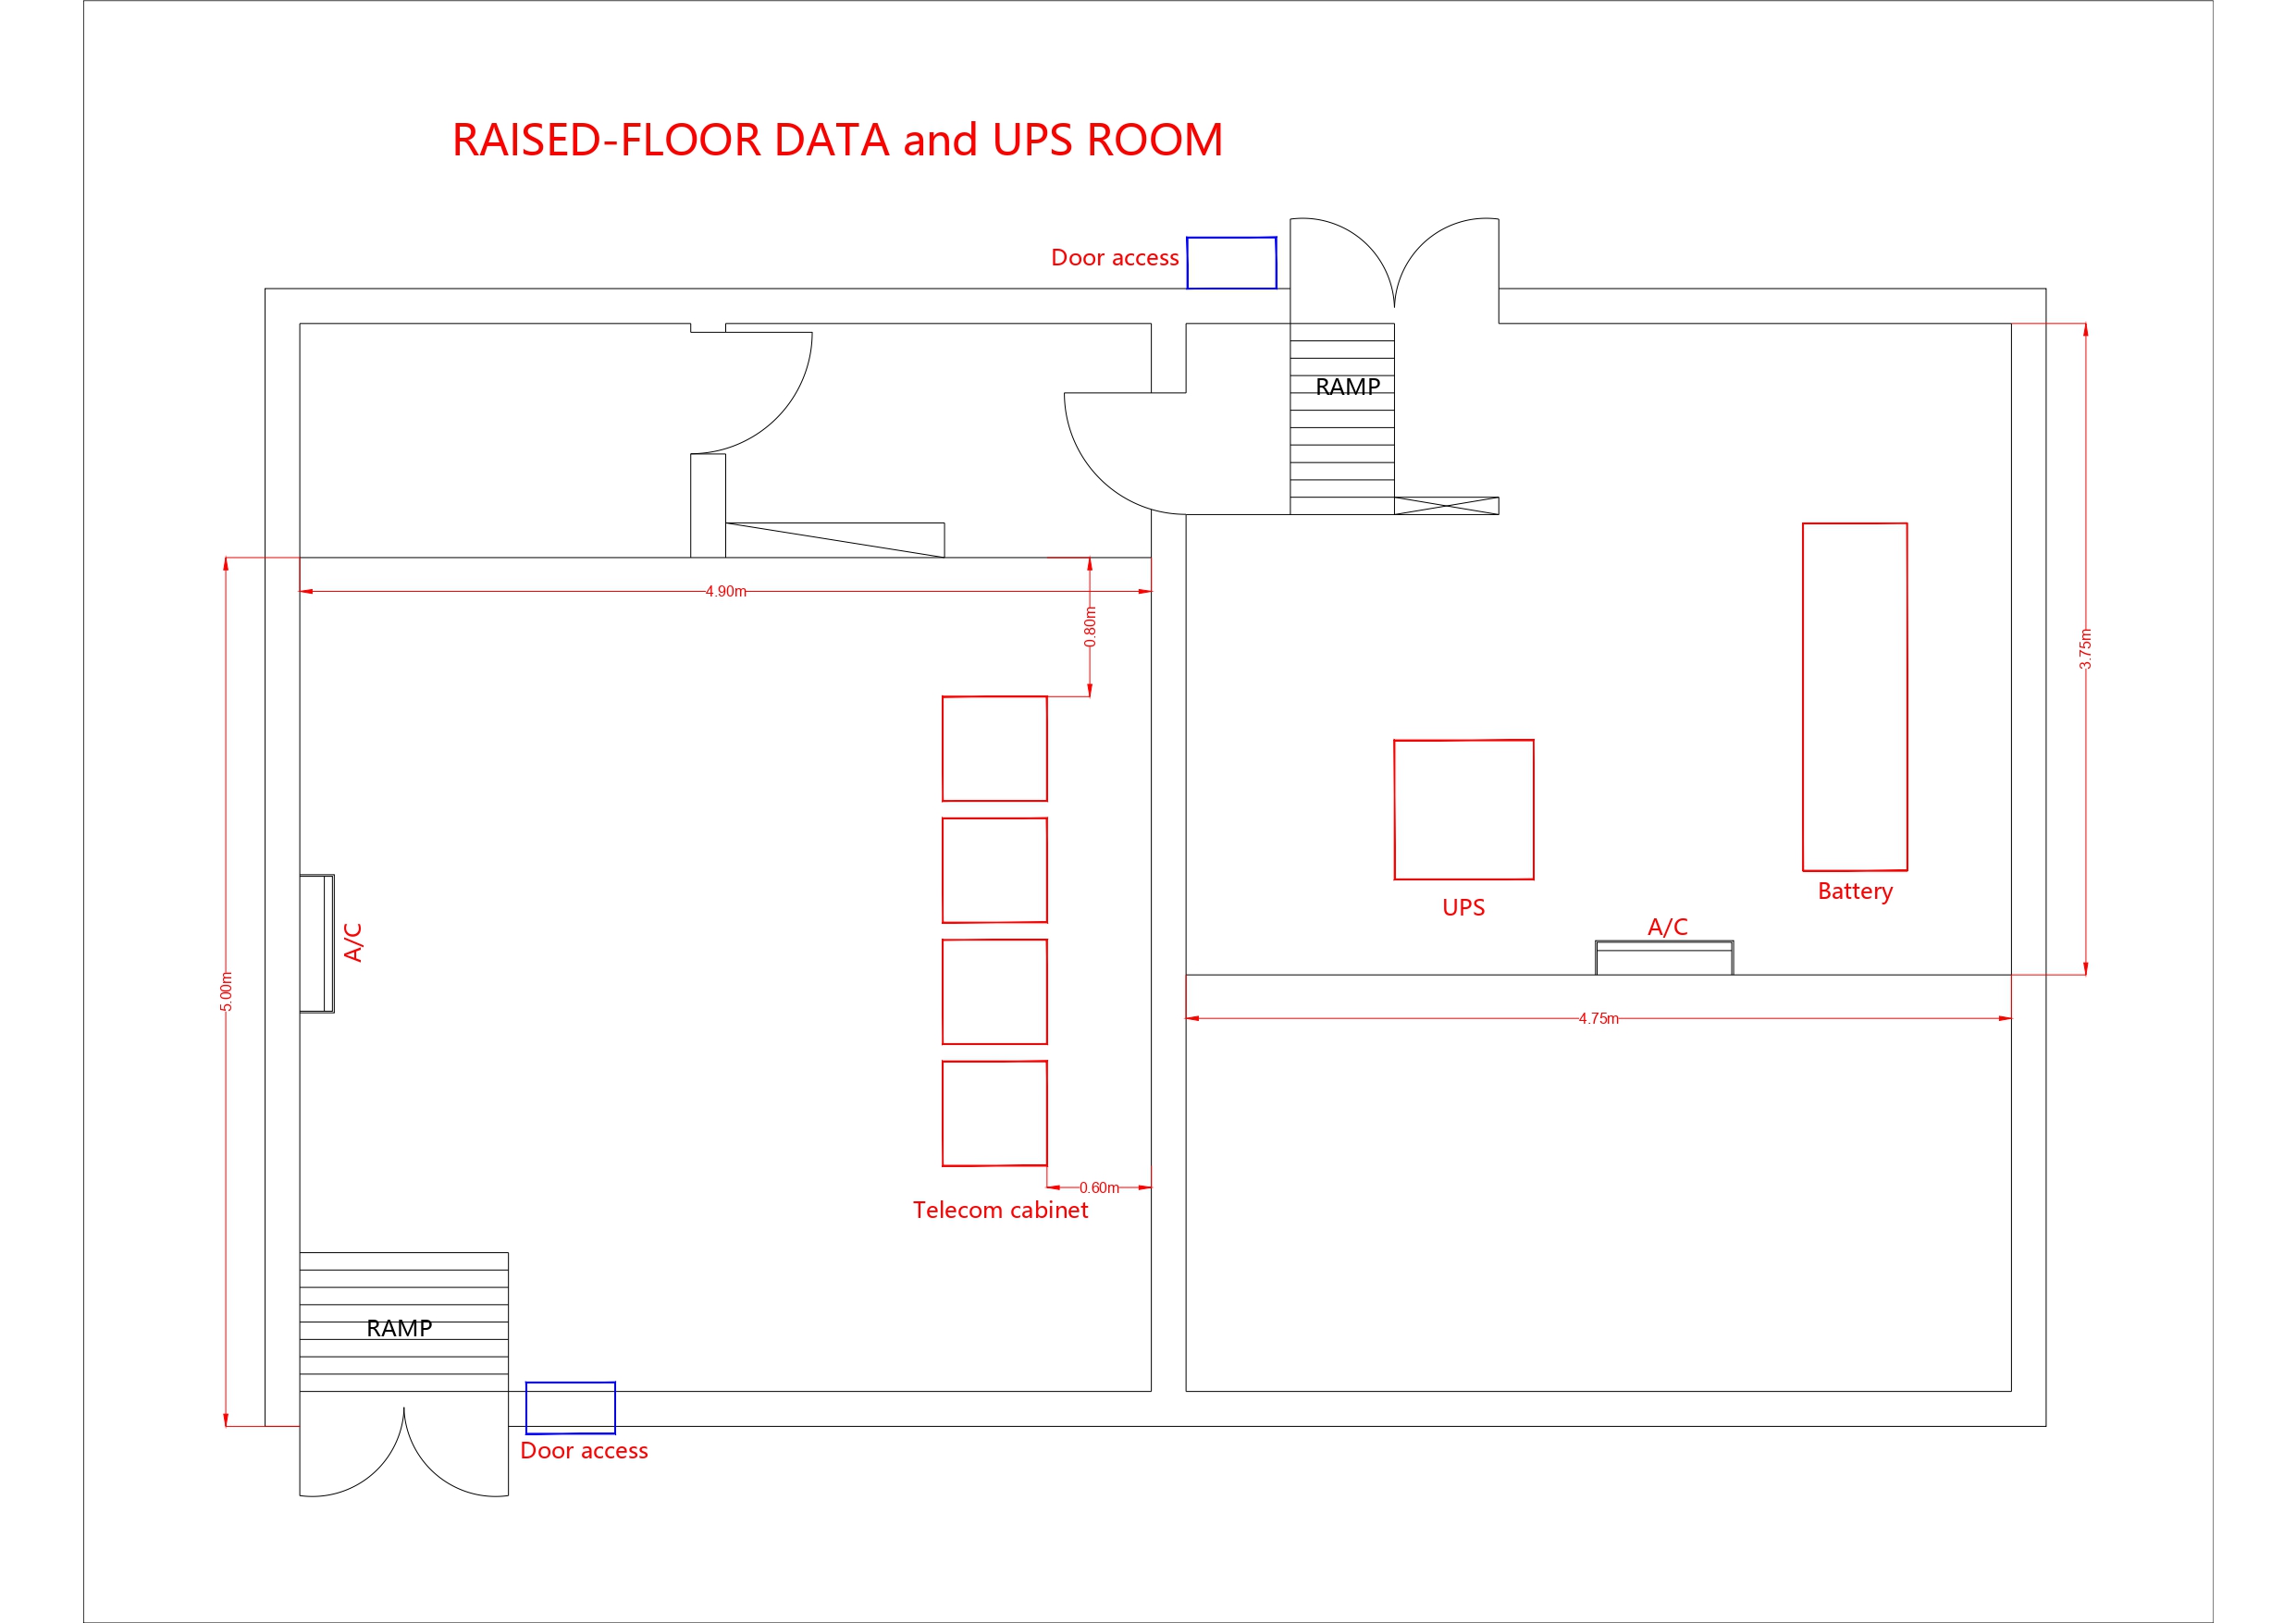 RAISED-FLOOR DATA and UPS ROOM
Door access
RAMP
4.90m
0.80m
3.75m
Battery
UPS
A/C
A/C
5.00m
4.75m
0.60m
Telecom cabinet
RAMP
Door access